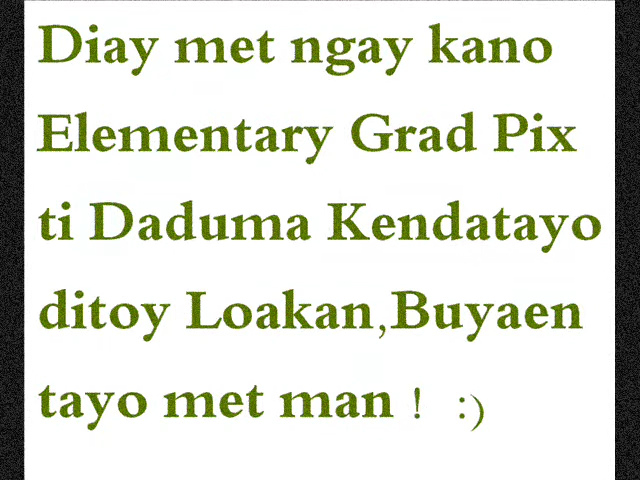 Diay met ngay kano
Elementary Grad Pix
ti Daduma Kendatayo
ditoy Loakan,Buyaen
tayo met man ! :)